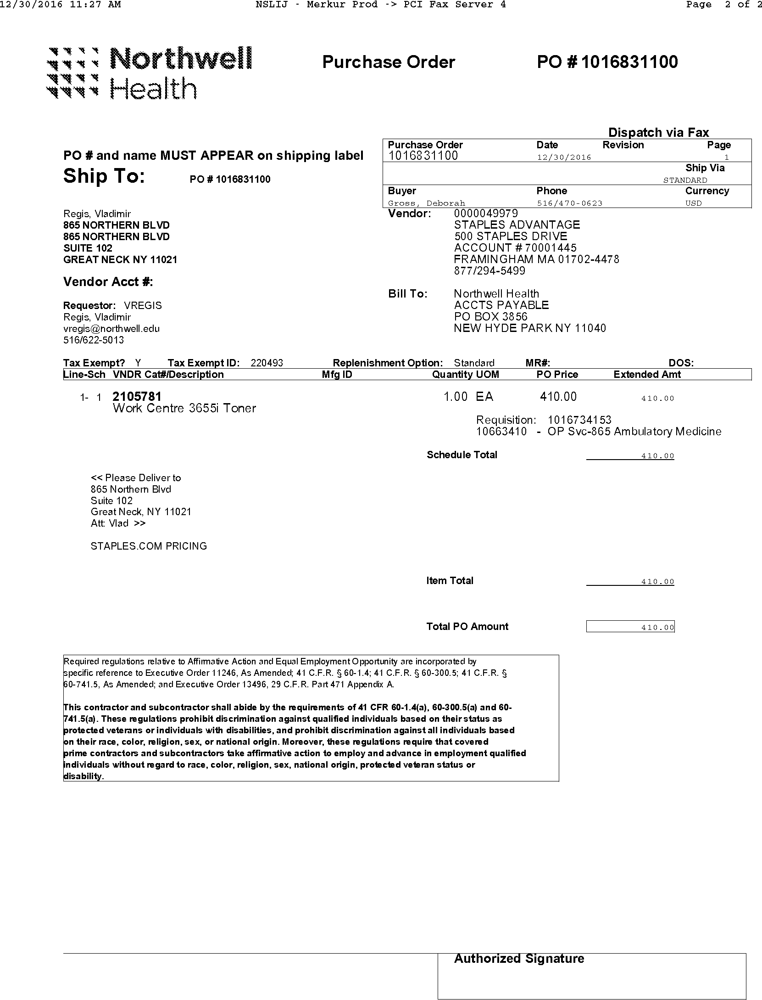 12/30/2016 11:27 AM NSLIJ - Merkur Prod -> PCI Fax Server 4 Page 2 of 2
Northwell
Health
Purchase Order PO # 1016831100
Dispatch via Fax
PO # and name MUST APPEAR on shipping label
Ship To: PO # 1016831100
Purchase Order Date Revision Page
1016831100 12/30/2016 1
Ship Via
STANDARD
Buyer Phone Currency
Gross, Deborah 516/470-0623 USD
Regis, Vladimir
865 NORTHERN BLVD
865 NORTHERN BLVD
SUITE 102
GREAT NECK NY 11021
Vendor: 0000049979
STAPLES ADVANTAGE
500 STAPLES DRIVE
ACCOUNT # 70001445
FRAMINGHAM MA 01702-4478
877/294-5499
Vendor Acct #:
Requestor: VREGIS
Regis, Vladimir
vregis@northwell.edu
516/622-5013
Bill To: Northwell Health
ACCTS PAYABLE
PO BOX 3856
NEW HYDE PARK NY 11040
Tax Exempt? Y Tax Exempt ID: 220493 Replenishment Option: Standard MR#: DOS:
Line-Sch VNDR Cat#/Description Mfg ID Quantity UOM PO Price Extended Amt
1- 1 2105781 1.00 EA 410.00 410.00
Work Centre 3655i Toner
Requisition: 1016734153
10663410 - OP Svc-865 Ambulatory Medicine
Schedule Total 410.00
<< Please Deliver to
865 Northern Blvd
Suite 102
Great Neck, NY 11021
Att: Vlad >>
STAPLES.COM PRICING
Item Total 410.00
Total PO Amount 410.00
Required regulations relative to Affirmative Action and Equal Employment Opportunity are incorporated by
specific reference to Executive Order 11246, As Amended; 41 C.F.R. § 60-1.4; 41 C.F.R. § 60-300.5; 41 C.F.R. §
60-741.5, As Amended; and Executive Order 13496, 29 C.F.R. Part 471 Appendix A.
This contractor and subcontractor shall abide by the requirements of 41 CFR 60-1.4(a), 60-300.5(a) and 60-
741.5(a). These regulations prohibit discrimination against qualified individuals based on their status as
protected veterans or individuals with disabilities, and prohibit discrimination against all individuals based
on their race, color, religion, sex, or national origin. Moreover, these regulations require that covered
prime contractors and subcontractors take affirmative action to employ and advance in employment qualified
individuals without regard to race, color, religion, sex, national origin, protected veteran status or
disability.
Authorized Signature